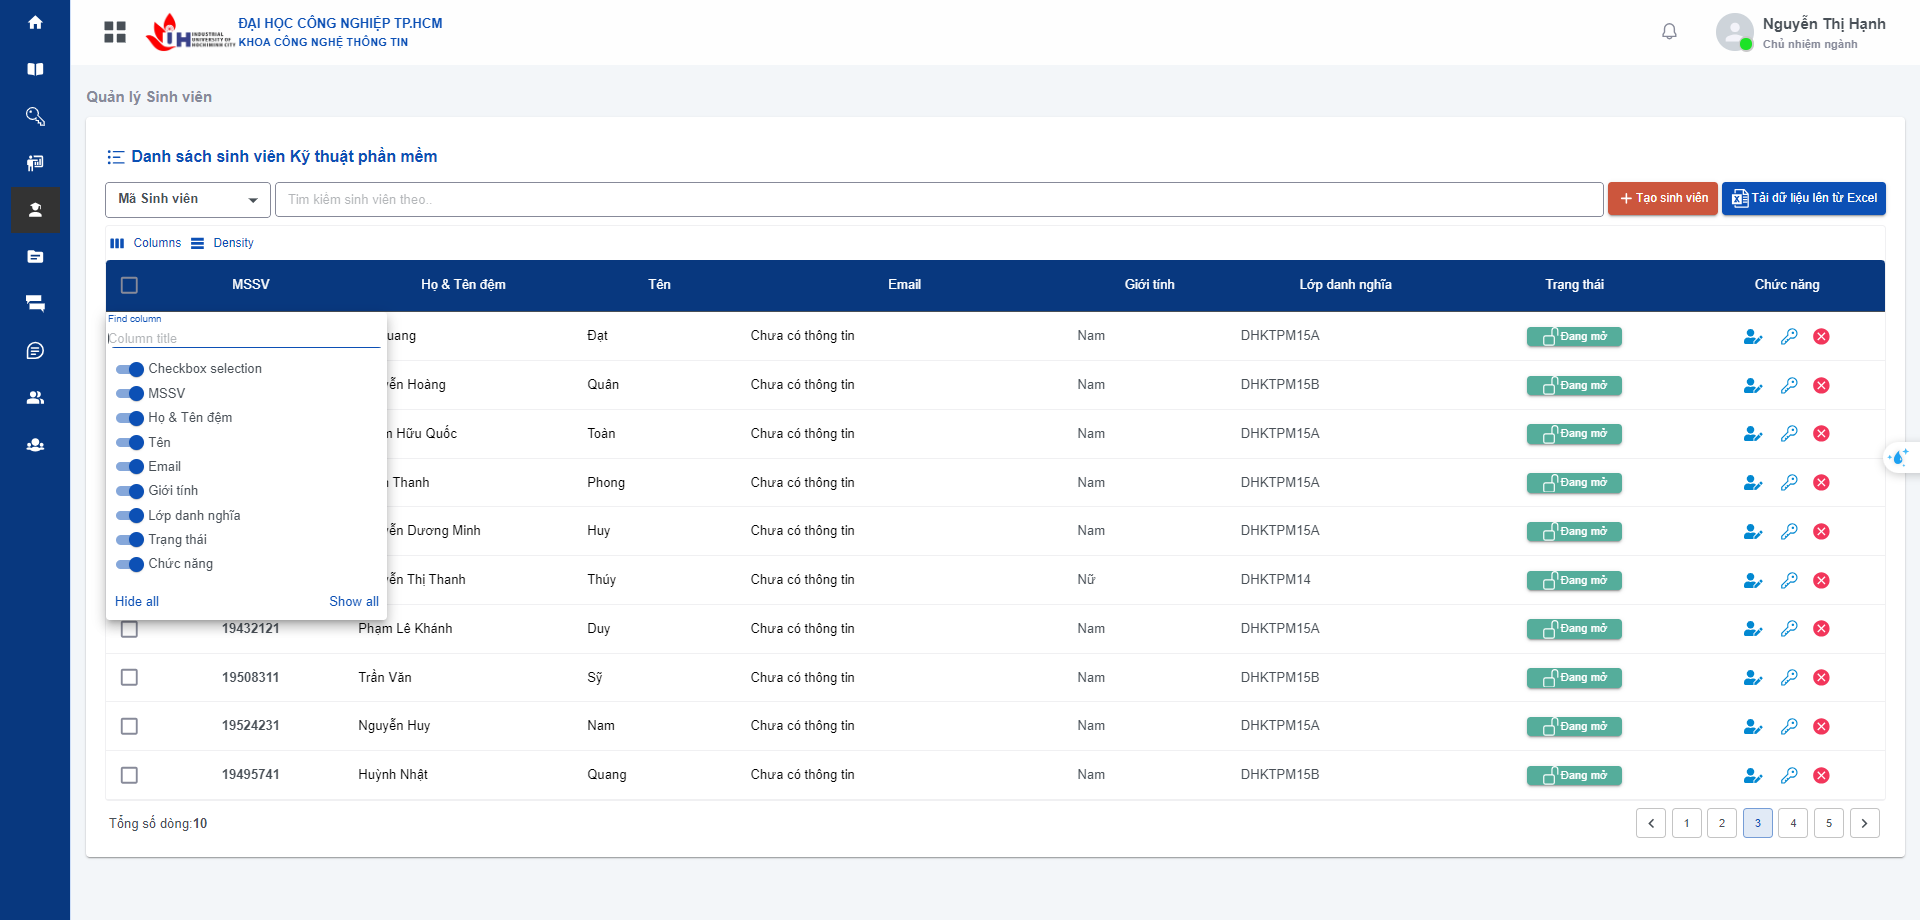 ĐẠI HỌC CÔNG NGHIỆP TP.HCM
KHOA CÔNG NGHỆ THÔNG TIN
INDUSTRIAL
UNIVERSITY OF
HOCHIMINH CITY
Nguyễn Thị Hạnh
Chủ nhiệm ngành
Quản lý Sinh viên
Danh sách sinh viên Kỹ thuật phần mềm
Mã Sinh viên
Tìm kiếm sinh viên theo..
Tạo sinh viên
Tải dữ liệu lên từ Excel
Columns Density
MSSV Họ & Tên đệm Tên Email Giới tính Lớp danh nghĩa Trạng thái Chức năng
Find column
Column title
Checkbox selection
MSSV
Họ & Tên đệm
Tên
Email
Giới tính
Lớp danh nghĩa
Trạng thái
Chức năng
Hide all Show all
Đạt Chưa có thông tin Nam DHKTPM15A Đang mở
Hoàng Quân Chưa có thông tin Nam DHKTPM15B Đang mở
Hữu Quốc Toàn Chưa có thông tin Nam DHKTPM15A Đang mở
Thanh Phong Chưa có thông tin Nam DHKTPM15A Đang mở
Dương Minh Huy Chưa có thông tin Nam DHKTPM15A Đang mở
Thị Thanh Thúy Chưa có thông tin Nữ DHKTPM14 Đang mở
19432121 Phạm Lê Khánh Duy Chưa có thông tin Nam DHKTPM15A Đang mở
19508311 Trần Văn Sỹ Chưa có thông tin Nam DHKTPM15B Đang mở
19524231 Nguyễn Huy Nam Chưa có thông tin Nam DHKTPM15A Đang mở
19495741 Huỳnh Nhật Quang Chưa có thông tin Nam DHKTPM15B Đang mở
Tổng số dòng:10
1 2 3 4 5